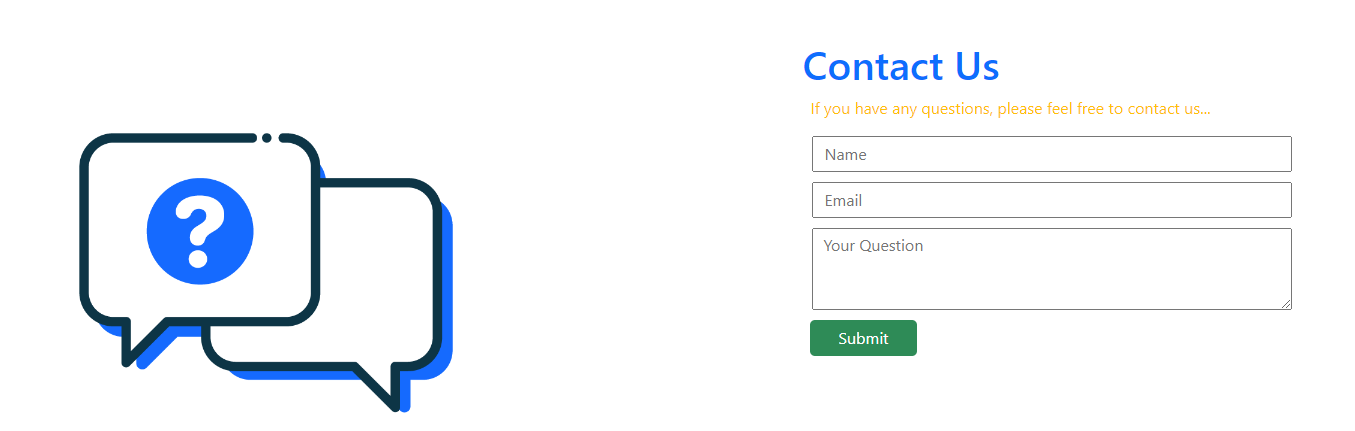 ?
Contact Us
If you have any questions, please feel free to contact us...
Name
Email
Your Question
Submit